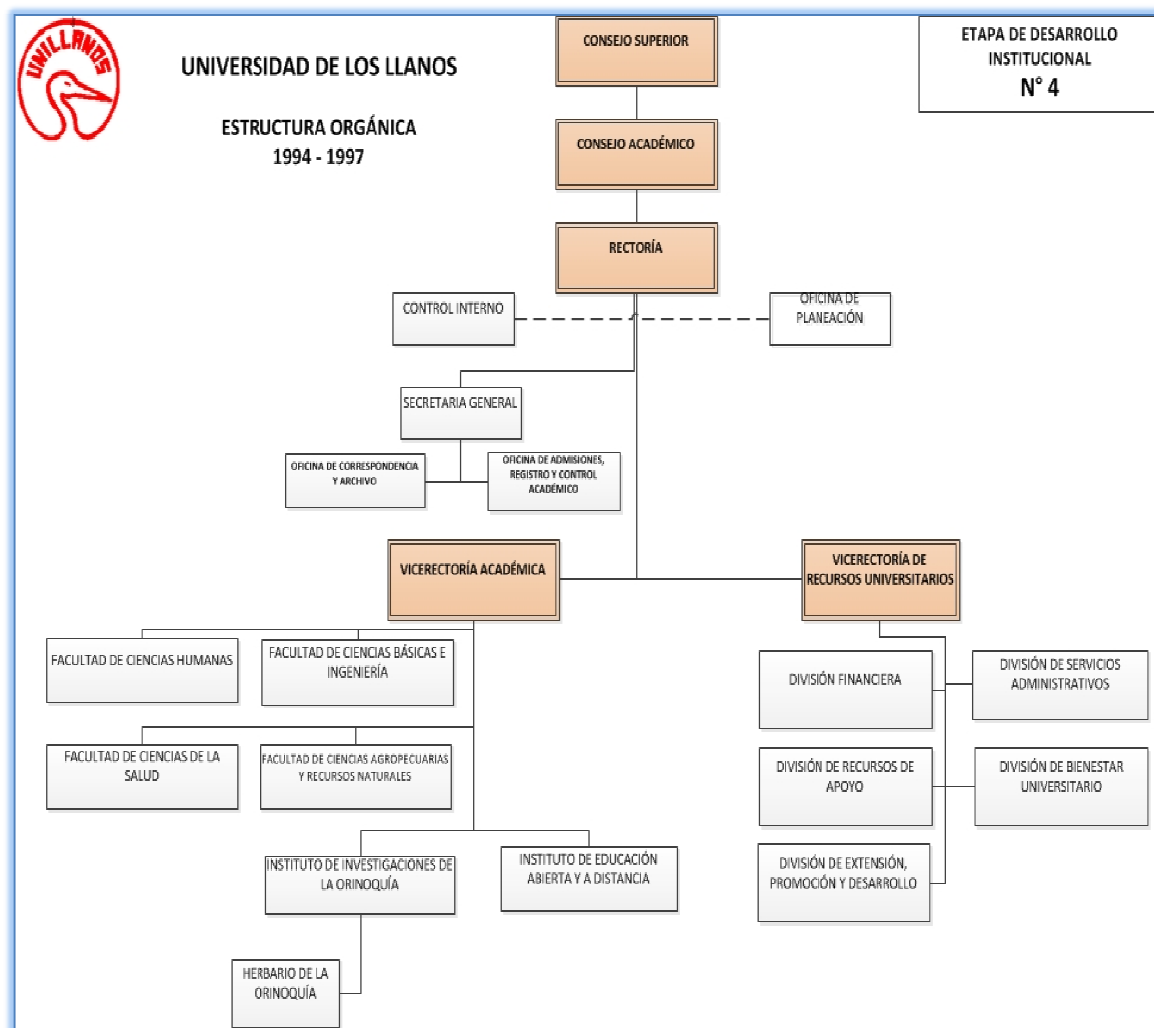 UNILLANOS
UNIVERSIDAD DE LOS LLANOS
ESTRUCTURA ORGÁNICA
1994 - 1997
ETAPA DE DESARROLLO
INSTITUCIONAL
N° 4
CONSEJO SUPERIOR
CONSEJO ACADÉMICO
RECTORÍA
CONTROL INTERNO
OFICINA DE
PLANEACIÓN
SECRETARIA GENERAL
OFICINA DE CORRESPONDENCIA
Y ARCHIVO
OFICINA DE ADMISIONES,
REGISTRO Y CONTROL
ACADÉMICO
VICERECTORÍA ACADÉMICA
VICERECTORÍA DE
RECURSOS UNIVERSITARIOS
FACULTAD DE CIENCIAS HUMANAS
FACULTAD DE CIENCIAS BÁSICAS E
INGENIERÍA
DIVISIÓN FINANCIERA
DIVISIÓN DE SERVICIOS
ADMINISTRATIVOS
FACULTAD DE CIENCIAS DE LA
SALUD
FACULTAD DE CIENCIAS AGROPECUARIAS
Y RECURSOS NATURALES
DIVISIÓN DE RECURSOS DE
APOYO
DIVISIÓN DE BIENESTAR
UNIVERSITARIO
INSTITUTO DE INVESTIGACIONES DE
LA ORINOQUÍA
INSTITUTO DE EDUCACIÓN
ABIERTA Y A DISTANCIA
DIVISIÓN DE EXTENSIÓN,
PROMOCIÓN Y DESARROLLO
HERBARIO DE LA
ORINOQUÍA